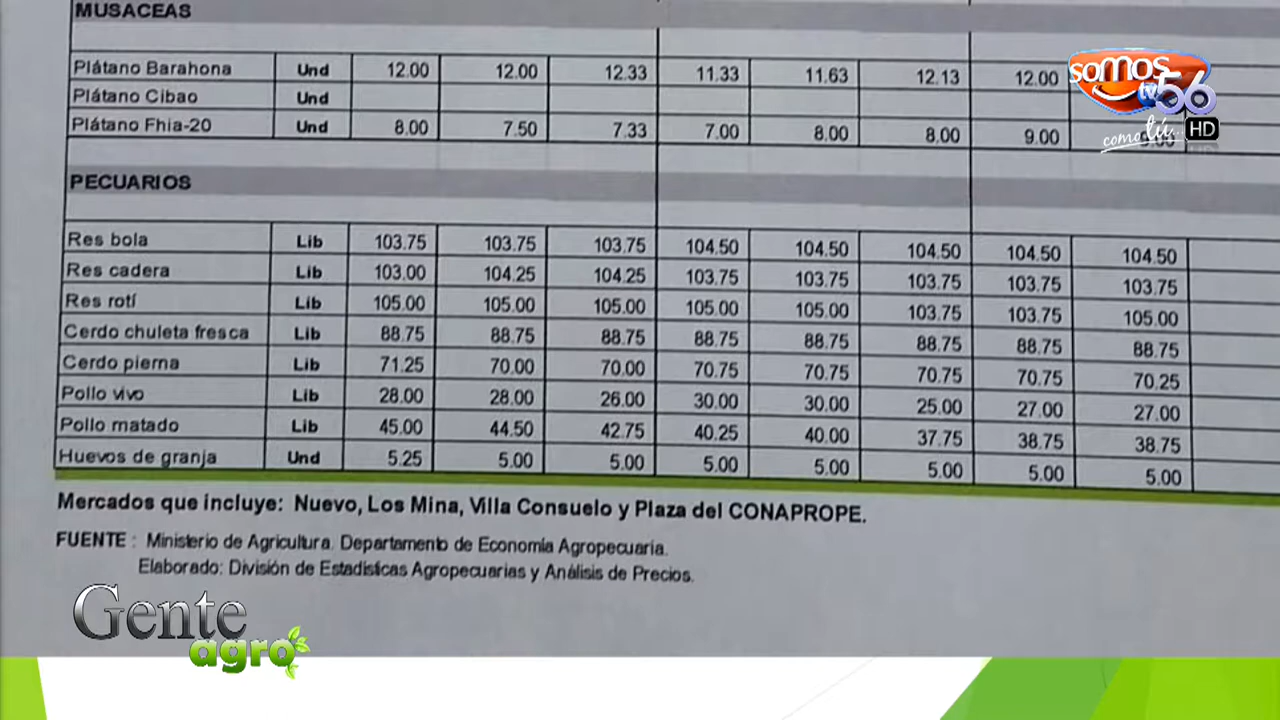 MUSACEAS
Plátano Barahona Und 12.00 12.00 12.33 11.33 11.63 12.13 12.00
Plátano Cibao Und
Plátano Fhia-20 Und 8.00 7.50 7.33 7.00 8.00 8.00 9.00
PECUARIOS
Res bola Lib 103.75 103.75 103.75 104.50 104.50 104.50 104.50 104.50
Res cadera Lib 103.00 104.25 104.25 103.75 103.75 103.75 103.75 103.75
Res rotí Lib 105.00 105.00 105.00 105.00 105.00 103.75 103.75 105.00
Cerdo chuleta fresca Lib 88.75 88.75 88.75 88.75 88.75 88.75 88.75 88.75
Cerdo pierna Lib 71.25 70.00 70.00 70.75 70.75 70.75 70.75 70.25
Pollo vivo Lib 28.00 28.00 26.00 30.00 30.00 25.00 27.00 27.00
Pollo matado Lib 45.00 44.50 42.75 40.25 40.00 37.75 38.75 38.75
Huevos de granja Und 5.25 5.00 5.00 5.00 5.00 5.00 5.00 5.00
Mercados que incluye: Nuevo, Los Mina, Villa Consuelo y Plaza del CONAPROPE.
FUENTE : Ministerio de Agricultura. Departamento de Economía Agropecuaria.
Elaborado: División de Estadísticas Agropecuarias y Análisis de Precios.
somos
tv 56
como tú... HD
Gente
agro